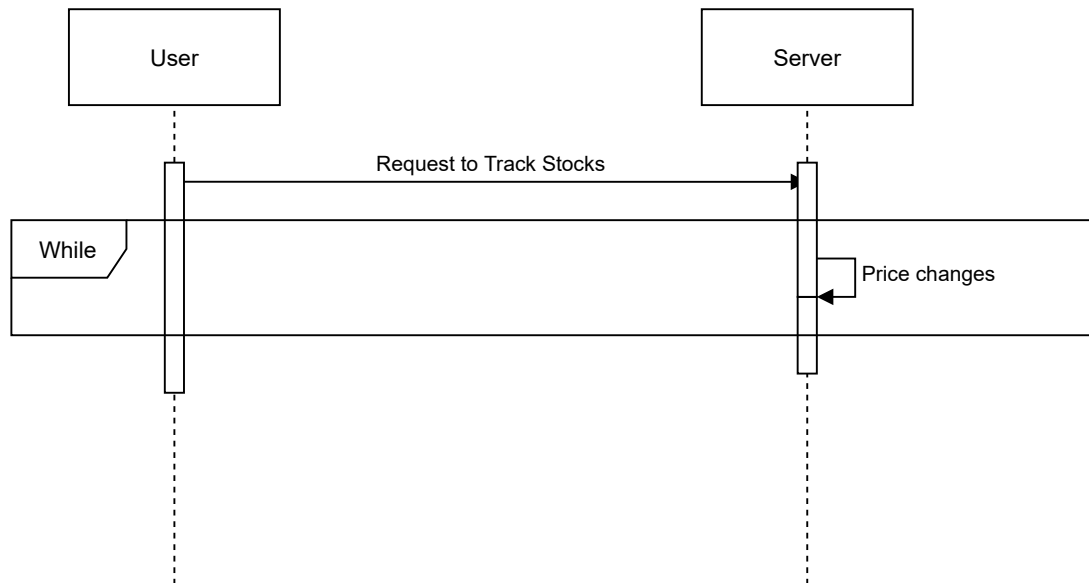 User
Server
Request to Track Stocks
While
Price changes